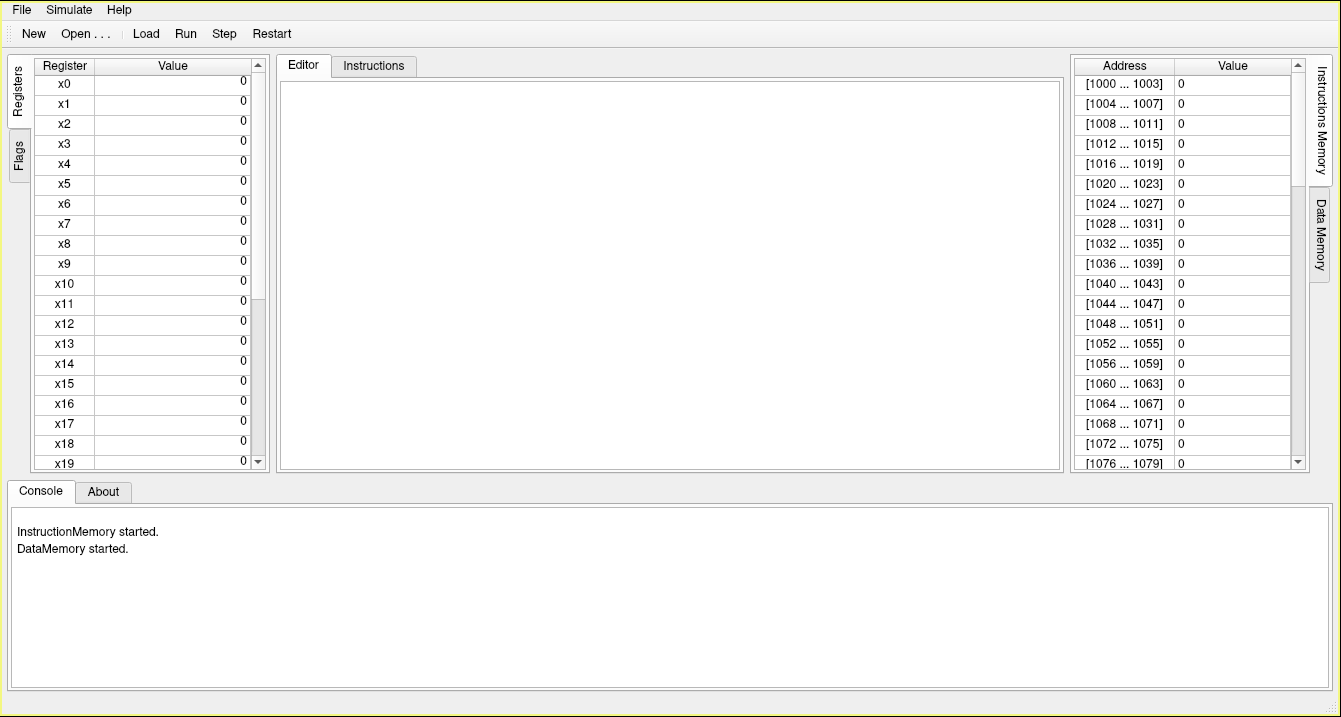 File Simulate Help
New Open . . . Load Run Step Restart
Registers
Flags
Register Value
x0 0
x1 0
x2 0
x3 0
x4 0
x5 0
x6 0
x7 0
x8 0
x9 0
x10 0
x11 0
x12 0
x13 0
x14 0
x15 0
x16 0
x17 0
x18 0
x19 0
Editor Instructions
Address Value
[1000 ... 1003] 0
[1004 ... 1007] 0
[1008 ... 1011] 0
[1012 ... 1015] 0
[1016 ... 1019] 0
[1020 ... 1023] 0
[1024 ... 1027] 0
[1028 ... 1031] 0
[1032 ... 1035] 0
[1036 ... 1039] 0
[1040 ... 1043] 0
[1044 ... 1047] 0
[1048 ... 1051] 0
[1052 ... 1055] 0
[1056 ... 1059] 0
[1060 ... 1063] 0
[1064 ... 1067] 0
[1068 ... 1071] 0
[1072 ... 1075] 0
[1076 ... 1079] 0
Instructions Memory
Data Memory
Console About
InstructionMemory started.
DataMemory started.